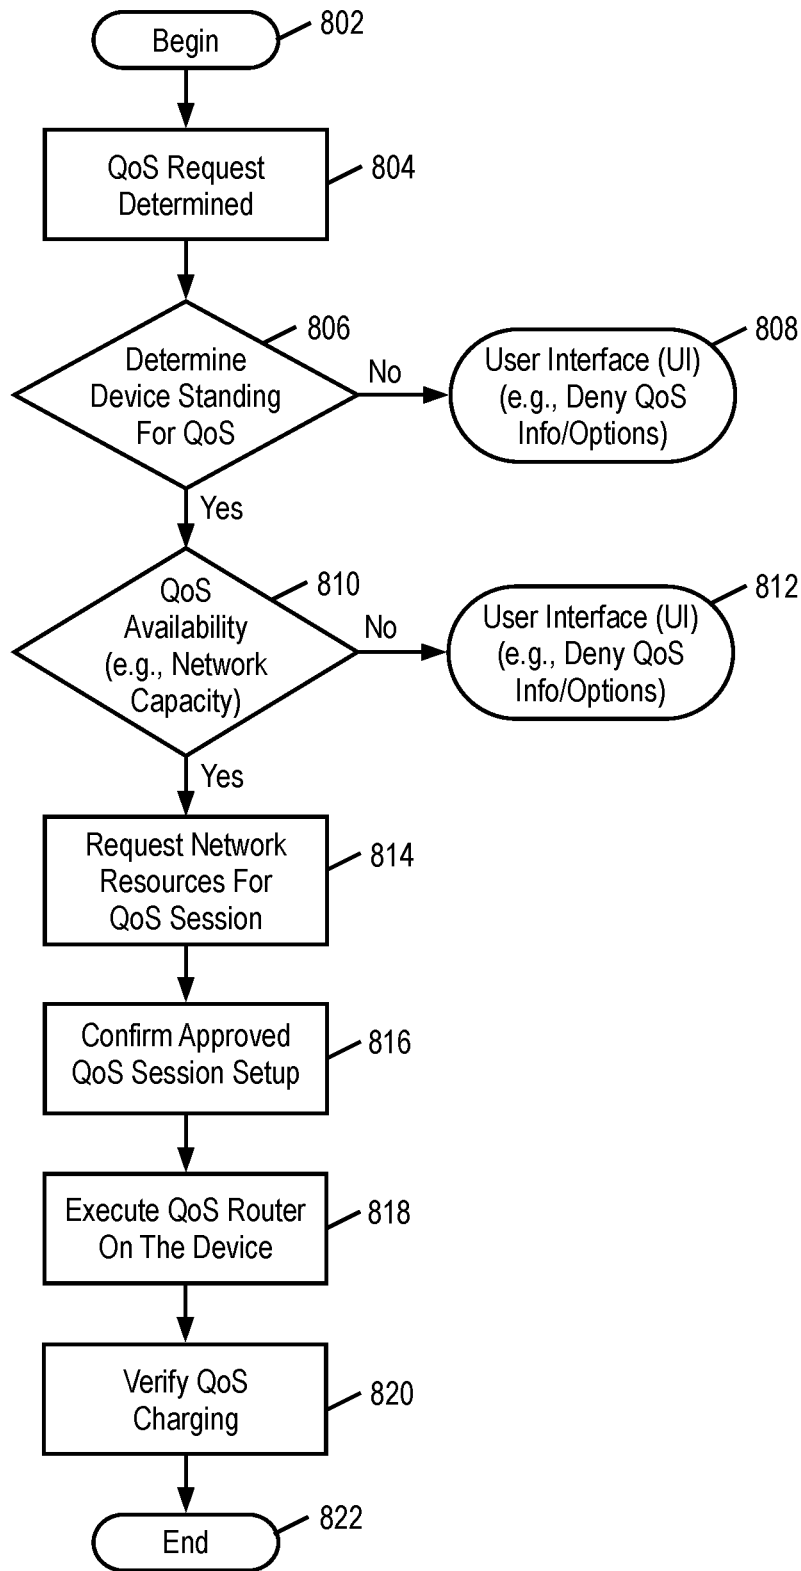 Begin
802
QoS Request
Determined
804
Determine
Device Standing
For QoS
806
No
User Interface (UI)
(e.g., Deny QoS
Info/Options)
808
Yes
QoS
Availability
(e.g., Network
Capacity)
810
No
User Interface (UI)
(e.g., Deny QoS
Info/Options)
812
Yes
Request Network
Resources For
QoS Session
814
Confirm Approved
QoS Session Setup
816
Execute QoS Router
On The Device
818
Verify QoS
Charging
820
End
822